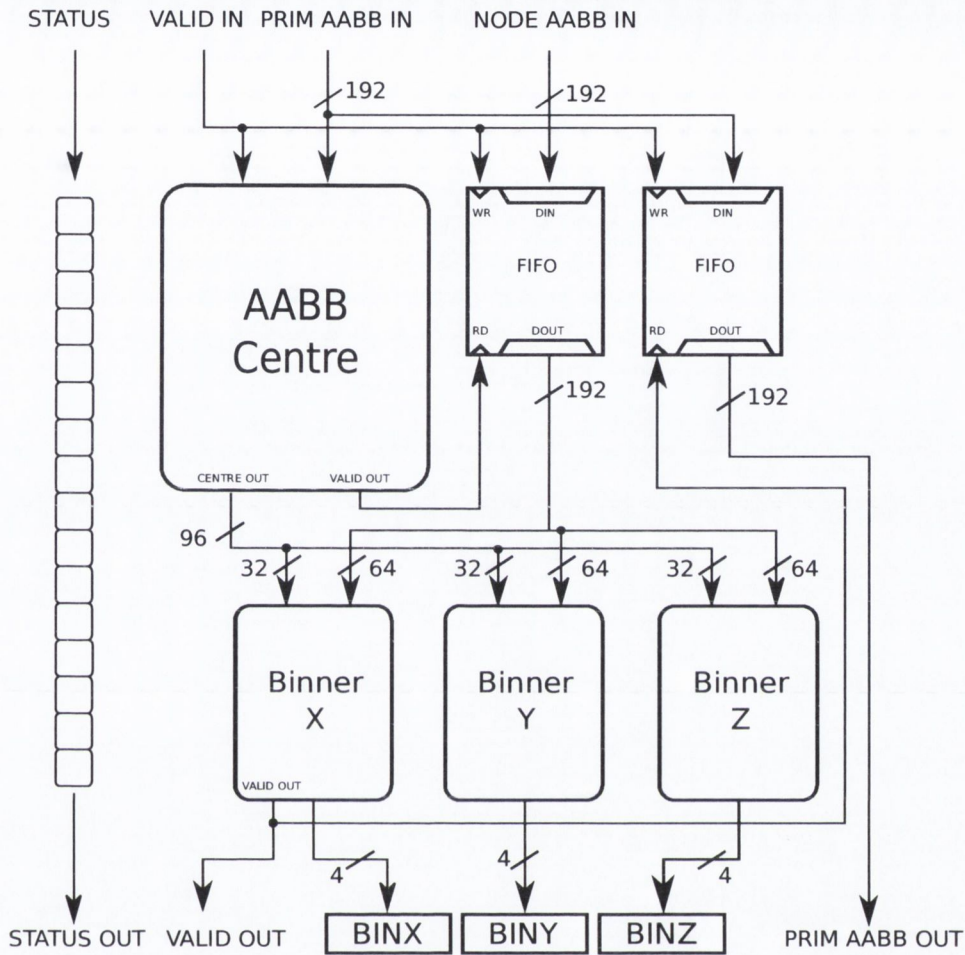 STATUS VALID IN PRIM AABB IN NODE AABB IN
192 192
WR DIN WR DIN
FIFO FIFO
AABB
Centre
RD DOUT RD DOUT
192 192
CENTRE OUT VALID OUT
96
32 64 32 64 32 64
Binner Binner Binner
X Y Z
VALID OUT
4 4 4
BINX BINY BINZ
STATUS OUT VALID OUT PRIM AABB OUT